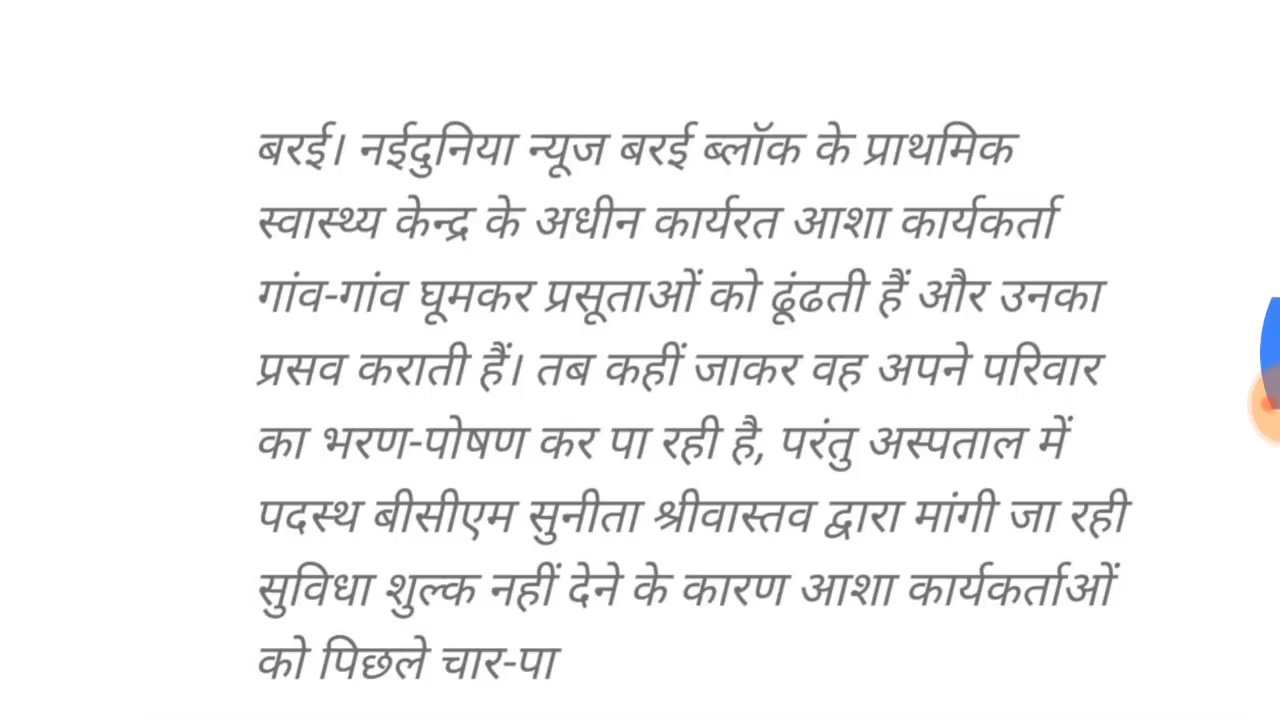 बरई। नईदुनिया न्यूज बरई ब्लॉक के प्राथमिक
स्वास्थ्य केन्द्र के अधीन कार्यरत आशा कार्यकर्ता
गांव-गांव घूमकर प्रसूताओं को ढूंढती हैं और उनका
प्रसव कराती हैं। तब कहीं जाकर वह अपने परिवार
का भरण-पोषण कर पा रही है, परंतु अस्पताल में
पदस्थ बीसीएम सुनीता श्रीवास्तव द्वारा मांगी जा रही
सुविधा शुल्क नहीं देने के कारण आशा कार्यकर्ताओं
को पिछले चार-पा